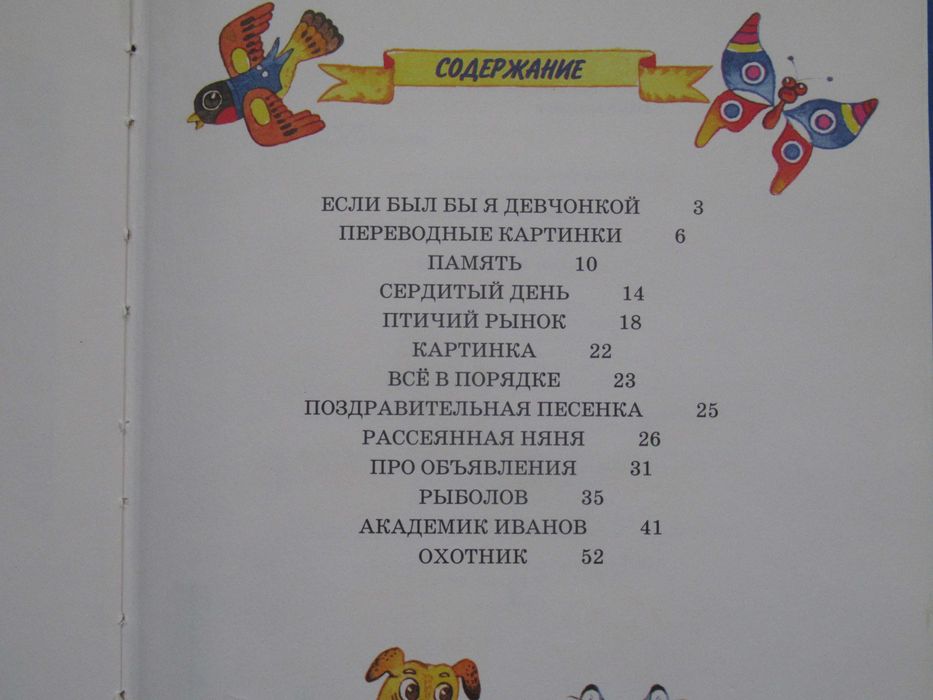 СОДЕРЖАНИЕ
ЕСЛИ БЫЛ БЫ Я ДЕВЧОНКОЙ 3
ПЕРЕВОДНЫЕ КАРТИНКИ 6
ПАМЯТЬ 10
СЕРДИТЫЙ ДЕНЬ 14
ПТИЧИЙ РЫНОК 18
КАРТИНКА 22
ВСЁ В ПОРЯДКЕ 23
ПОЗДРАВИТЕЛЬНАЯ ПЕСЕНКА 25
РАССЕЯННАЯ НЯНЯ 26
ПРО ОБЪЯВЛЕНИЯ 31
РЫБОЛОВ 35
АКАДЕМИК ИВАНОВ 41
ОХОТНИК 52